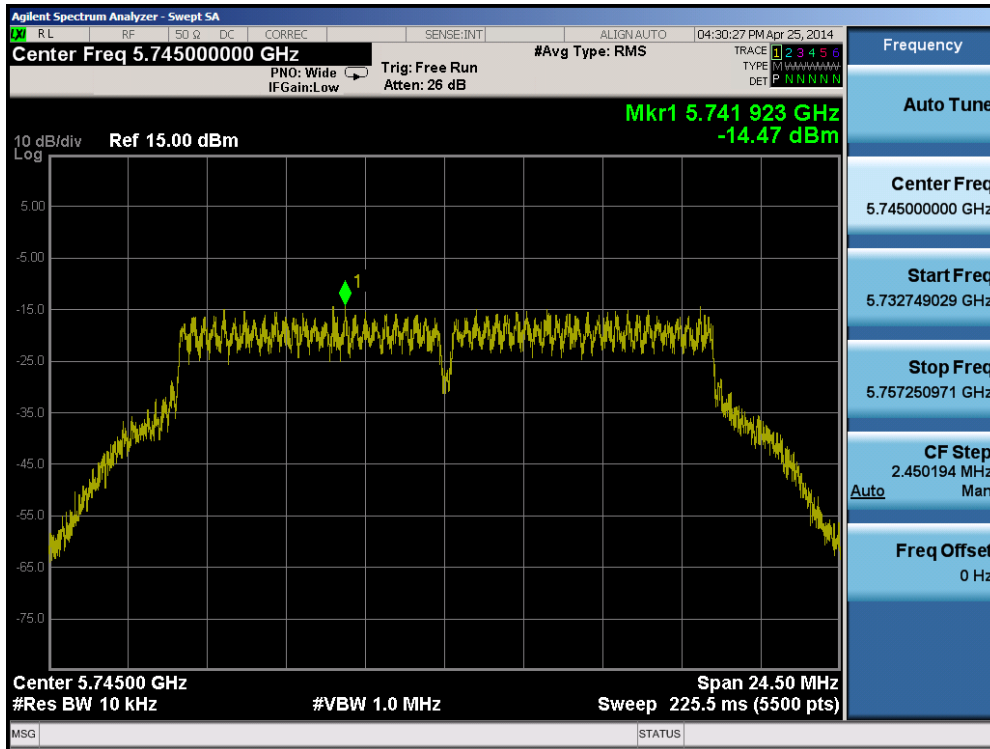 Agilent Spectrum Analyzer - Swept SA
LXI RL RF 50 Ω DC CORREC SENSE:INT ALIGN AUTO 04:30:27 PM Apr 25, 2014
Center Freq 5.745000000 GHz #Avg Type: RMS TRACE 1 2 3 4 5 6
PNO: Wide Trig: Free Run TYPE M W W W W W
IFGain:Low Atten: 26 dB DET P N N N N N
Mkr1 5.741 923 GHz
-14.47 dBm
10 dB/div Ref 15.00 dBm
Log
5.00
-5.00
1
-15.0
-25.0
-35.0
-45.0
-55.0
-65.0
-75.0
Center 5.74500 GHz Span 24.50 MHz
#Res BW 10 kHz #VBW 1.0 MHz Sweep 225.5 ms (5500 pts)
MSG STATUS
Frequency
Auto Tune
Center Freq
5.745000000 GHz
Start Freq
5.732749029 GHz
Stop Freq
5.757250971 GHz
CF Step
2.450194 MHz
Auto Man
Freq Offset
0 Hz